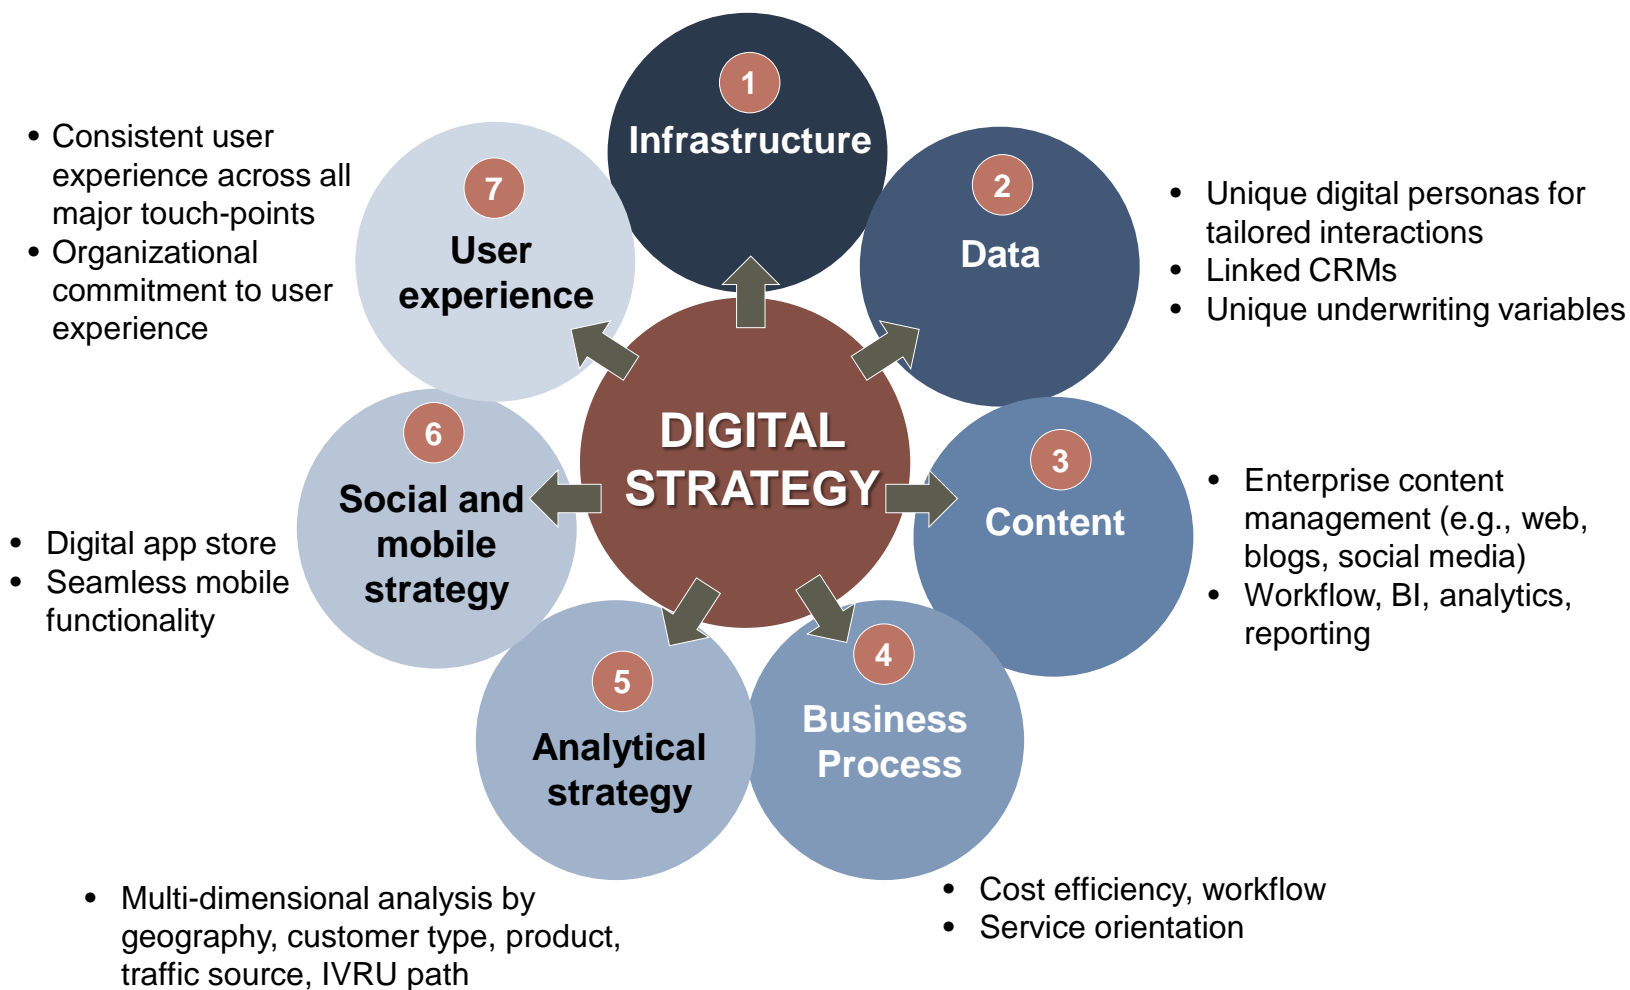 DIGITAL
STRATEGY
1
Infrastructure
2
Data
• Unique digital personas for
tailored interactions
• Linked CRMs
• Unique underwriting variables
3
Content
• Enterprise content
management (e.g., web,
blogs, social media)
• Workflow, BI, analytics,
reporting
4
Business
Process
• Cost efficiency, workflow
• Service orientation
5
Analytical
strategy
• Multi-dimensional analysis by
geography, customer type, product,
traffic source, IVRU path
6
Social and
mobile
strategy
• Digital app store
• Seamless mobile
functionality
7
User
experience
• Consistent user
experience across all
major touch-points
• Organizational
commitment to user
experience